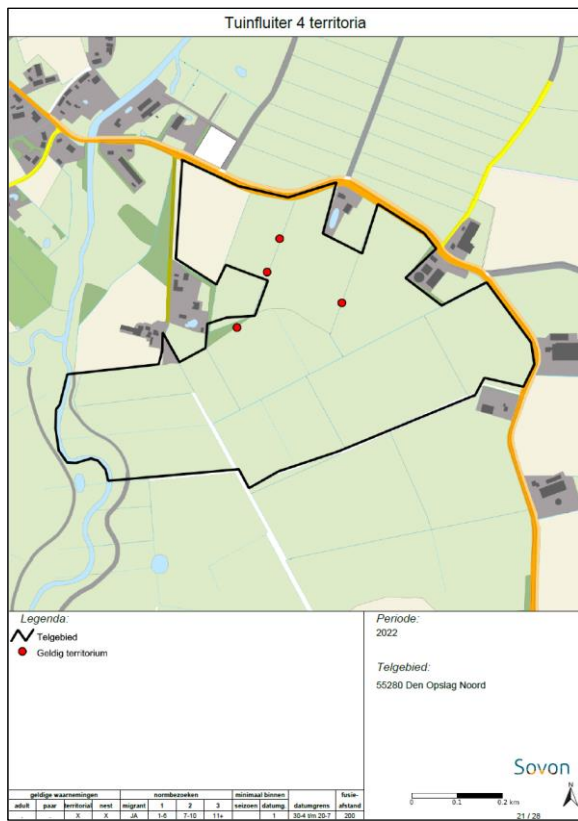 Tuinfluiter 4 territoria
Legenda:
Telgebied
Geldig territorium
Periode:
2022
Telgebied:
55280 Den Opslag Noord
Sovon
N
0 0.1 0.2 km
21 / 28
geldige waarnemingen normbezoeken minimaal binnen fusie-
adult paar territoriaal nest migrant 1 2 3 seizoen datumg. datumgrens afstand
. . X X JA 1-6 7-10 11+ 1 30-4 t/m 20-7 200